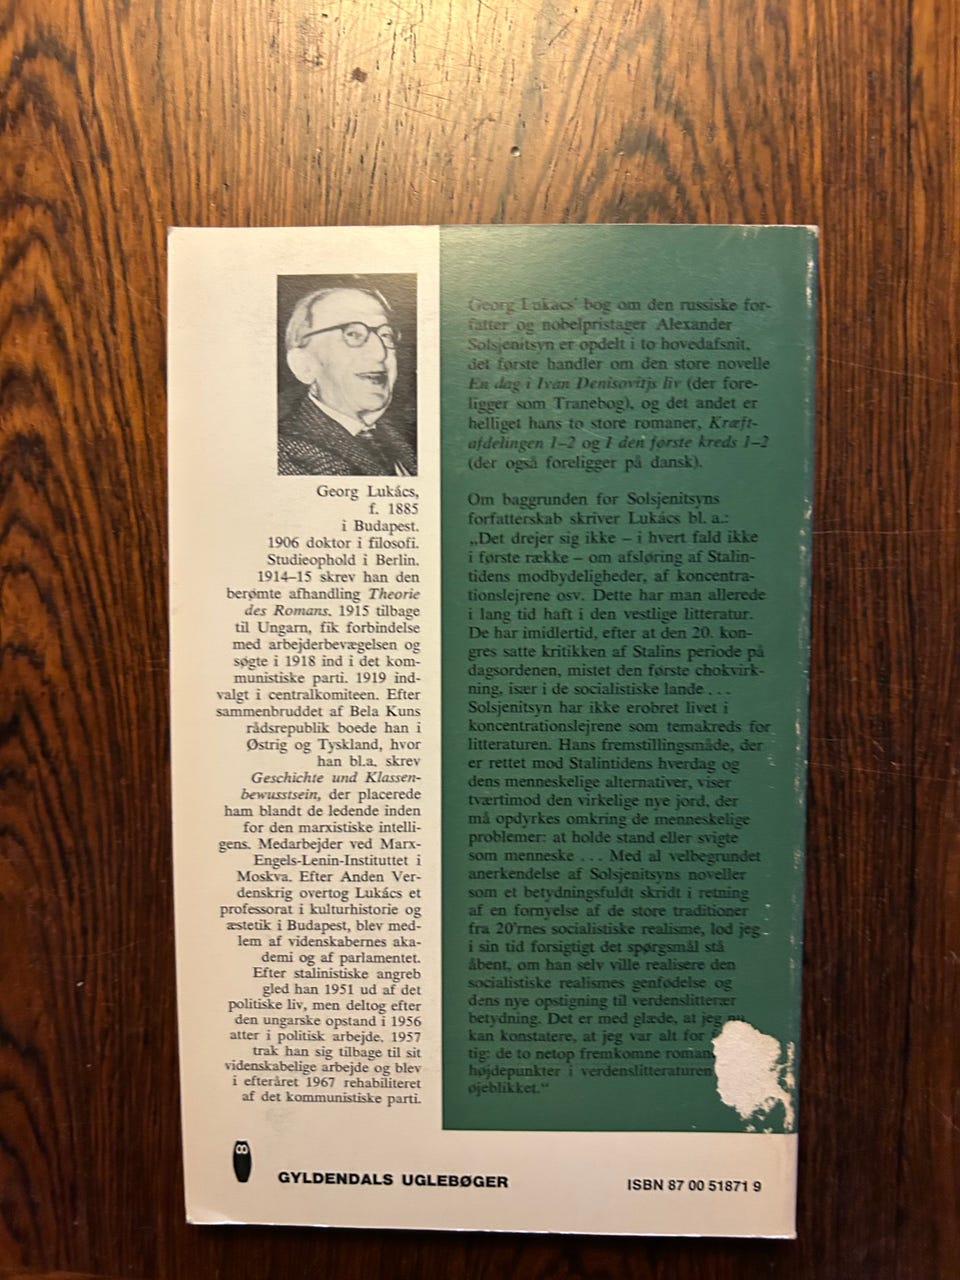 Georg Lukács,
f. 1885
i Budapest.
1906 doktor i filosofi.
Studieophold i Berlin.
1914–15 skrev han den
berømte afhandling Theorie
des Romans. 1915 tilbage
til Ungarn, fik forbindelse
med arbejderbevægelsen og
søgte i 1918 ind i det kom-
munistiske parti. 1919 ind-
valgt i centralkomiteen. Efter
sammenbruddet af Bela Kuns
rådsrepublik boede han i
Østrig og Tyskland, hvor
han bl.a. skrev
Geschichte und Klassen-
bewusstsein, der placerede
ham blandt de ledende inden
for den marxistiske intelli-
gens. Medarbejder ved Marx-
Engels-Lenin-Instituttet i
Moskva. Efter Anden Ver-
denskrig overtog Lukács et
professorat i kulturhistorie og
æstetik i Budapest, blev med-
lem af videnskabernes aka-
demi og af parlamentet.
Efter stalinistiske angreb
gled han 1951 ud af det
politiske liv, men deltog efter
den ungarske opstand i 1956
atter i politisk arbejde. 1957
trak han sig tilbage til sit
videnskabelige arbejde og blev
i efteråret 1967 rehabiliteret
af det kommunistiske parti.
Georg Lukács' bog om den russiske for-
fatter og nobelpristager Alexander
Solsjenitsyn er opdelt i to hovedafsnit,
det første handler om den store novelle
En dag i Ivan Denisovitjs liv (der fore-
ligger som Tranebog), og det andet er
helliget hans to store romaner, Kræft-
afdelingen 1–2 og I den første kreds 1–2
(der også foreligger på dansk).
Om baggrunden for Solsjenitsyns
forfatterskab skriver Lukács bl. a.:
„Det drejer sig ikke – i hvert fald ikke
i første række – om afsløring af Stalin-
tidens modbydeligheder, af koncentra-
tionslejrene osv. Dette har man allerede
i lang tid haft i den vestlige litteratur.
De har imidlertid, efter at den 20. kon-
gres satte kritikken af Stalins periode på
dagsordenen, mistet den første chokvirk-
ning, især i de socialistiske lande . . .
Solsjenitsyn har ikke erobret livet i
koncentrationslejrene som temakreds for
litteraturen. Hans fremstillingsmåde, der
er rettet mod Stalintidens hverdag og
dens menneskelige alternativer, viser
tværtimod den virkelige nye jord, der
må opdyrkes omkring de menneskelige
problemer: at holde stand eller svigte
som menneske . . . Med al velbegrundet
anerkendelse af Solsjenitsyns noveller
som et betydningsfuldt skridt i retning
af en fornyelse af de store traditioner
fra 20'rnes socialistiske realisme, lod jeg
i sin tid forsigtigt det spørgsmål stå
åbent, om han selv ville realisere den
socialistiske realismes genfødelse og
dens nye opstigning til verdenslitterær
betydning. Det er med glæde, at jeg nu
kan konstatere, at jeg var alt for
tig: de to netop fremkomne
højdepunkter i verdenslitteraturen
øjeblikket.“
GYLDENDALS UGLEBØGER
ISBN 87 00 51871 9